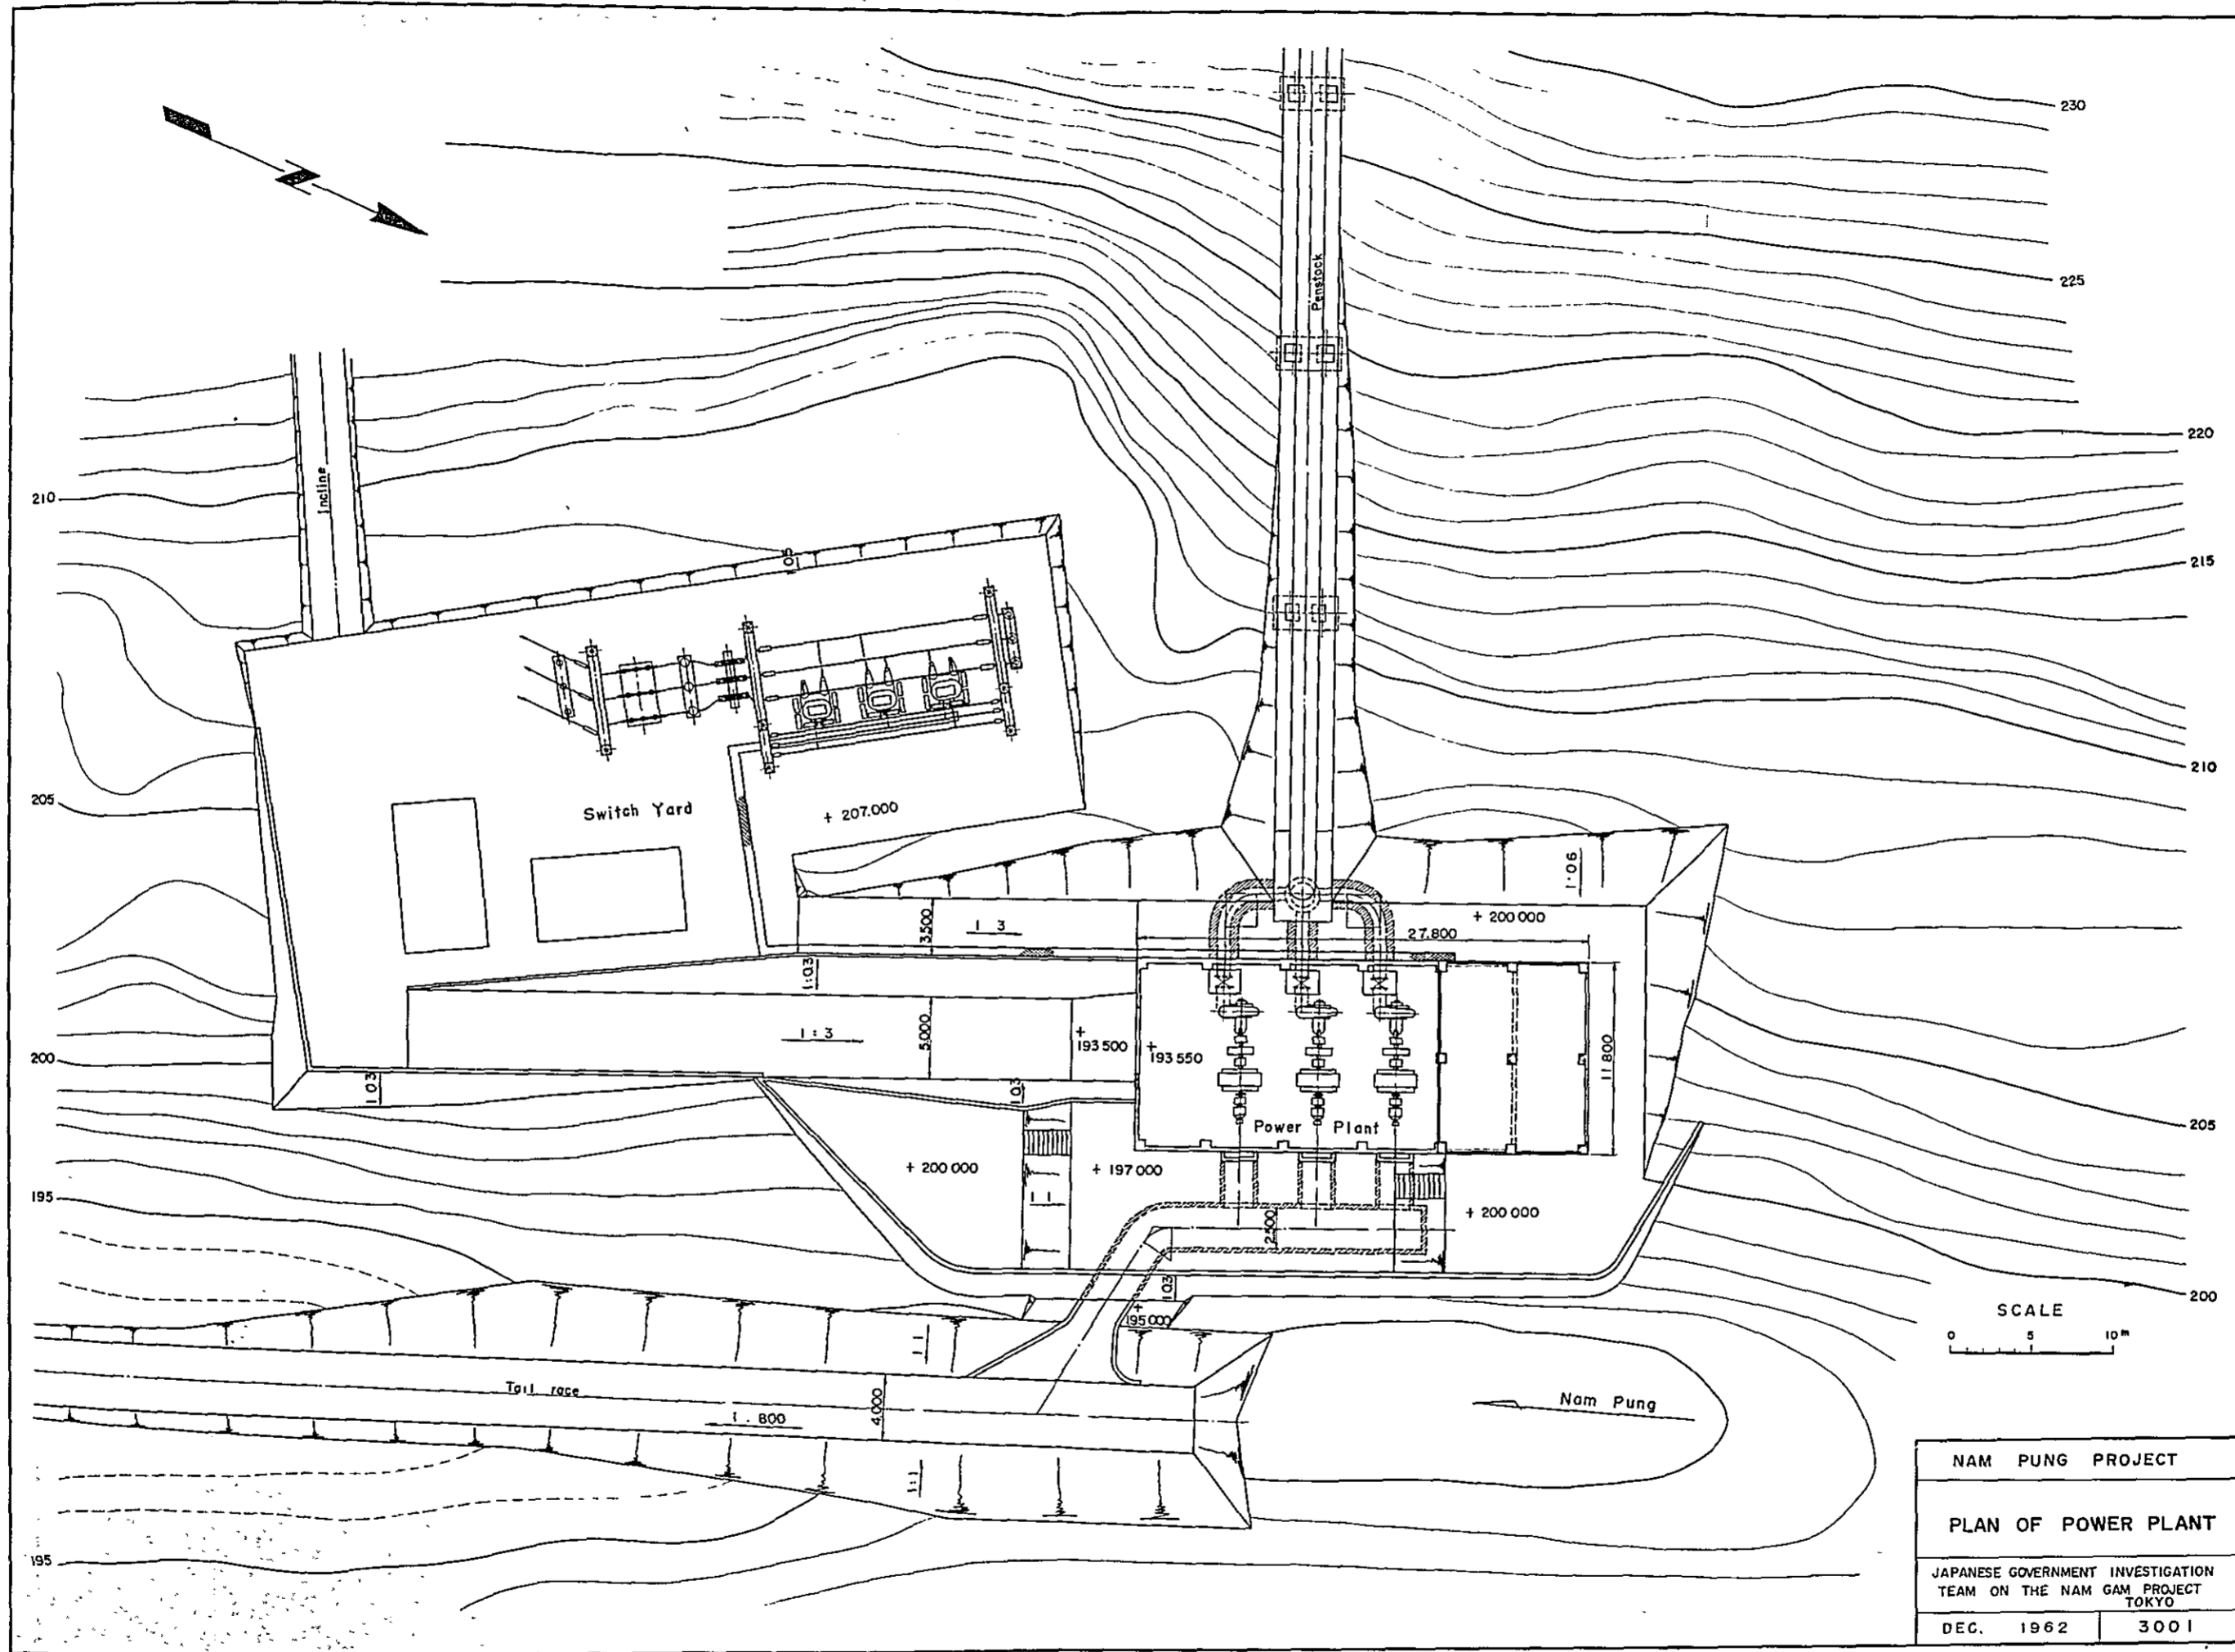 230
225
Penstock
220
Incline
210
215
1:05
210
205
Switch Yard
+ 207.000
1:06
+ 200 000
3.500
1 3
27.800
1:03
1:3
5.000
+ 193 500
+ 193 550
11 800
200
1 03
1 03
Power Plant
205
195
+ 200 000
+ 197 000
1 1
+ 200 000
2.500
1 03
+ 195 000
200
SCALE
0 5 10 m
1 1
Tail race
1 . 800
4.000
Nam Pung
1:1
195
NAM PUNG PROJECT
PLAN OF POWER PLANT
JAPANESE GOVERNMENT INVESTIGATION
TEAM ON THE NAM GAM PROJECT
TOKYO
DEC. 1962
3001